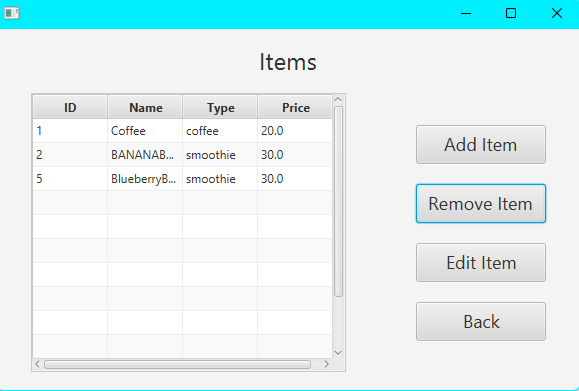 Items
ID Name Type Price
1 Coffee coffee 20.0
2 BANANAB... smoothie 30.0
5 BlueberryB... smoothie 30.0
Add Item
Remove Item
Edit Item
Back